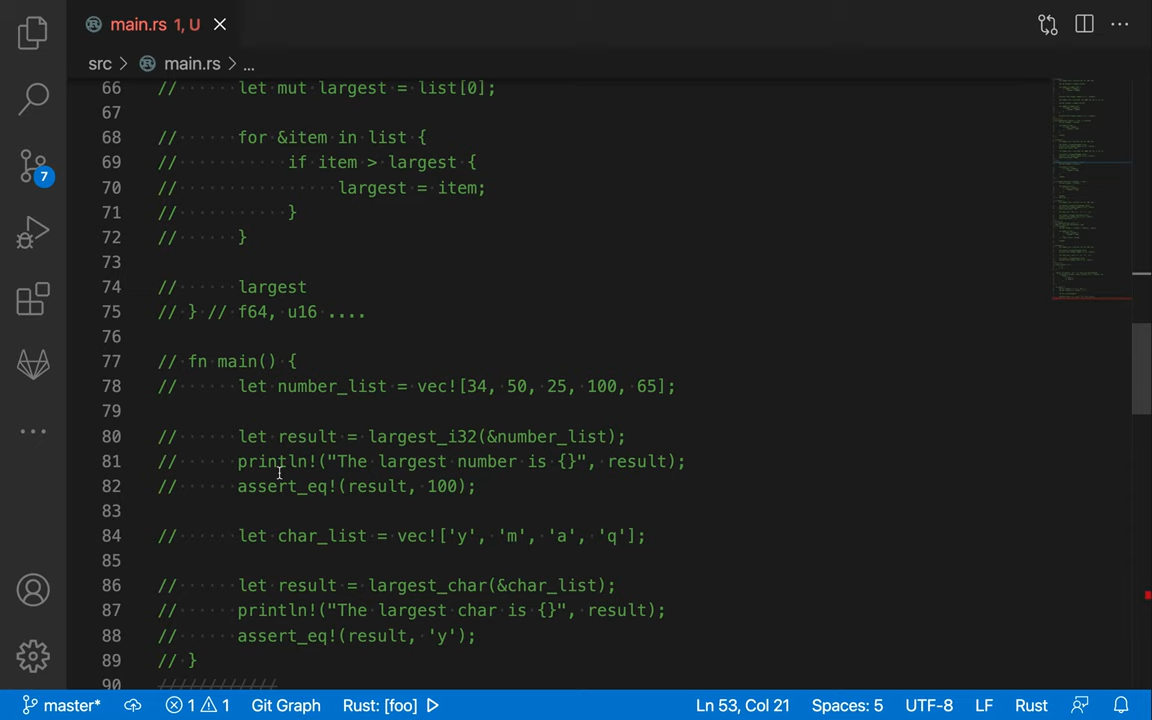 main.rs 1, U
src > main.rs > ...
66 // let mut largest = list[0];
67
68 // for &item in list {
69 // if item > largest {
70 // largest = item;
71 // }
72 // }
73
74 // largest
75 // } // f64, u16 ....
76
77 // fn main() {
78 // let number_list = vec![34, 50, 25, 100, 65];
79
80 // let result = largest_i32(&number_list);
81 // println!("The largest number is {}", result);
82 // assert_eq!(result, 100);
83
84 // let char_list = vec!['y', 'm', 'a', 'q'];
85
86 // let result = largest_char(&char_list);
87 // println!("The largest char is {}", result);
88 // assert_eq!(result, 'y');
89 // }
90 ////////////
7
master* 1 1 Git Graph Rust: [foo] Ln 53, Col 21 Spaces: 5 UTF-8 LF Rust